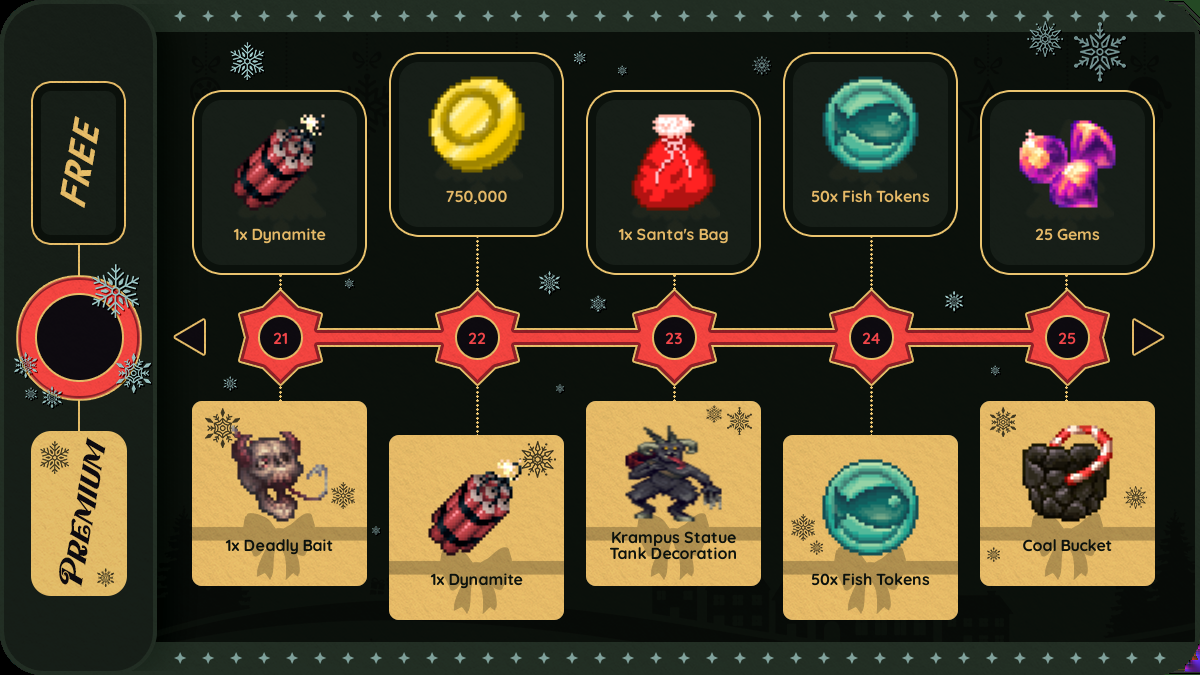 FREE
1x Dynamite
750,000
1x Santa's Bag
50x Fish Tokens
25 Gems
21
22
23
24
25
PREMIUM
1x Deadly Bait
1x Dynamite
Krampus Statue
Tank Decoration
50x Fish Tokens
Coal Bucket